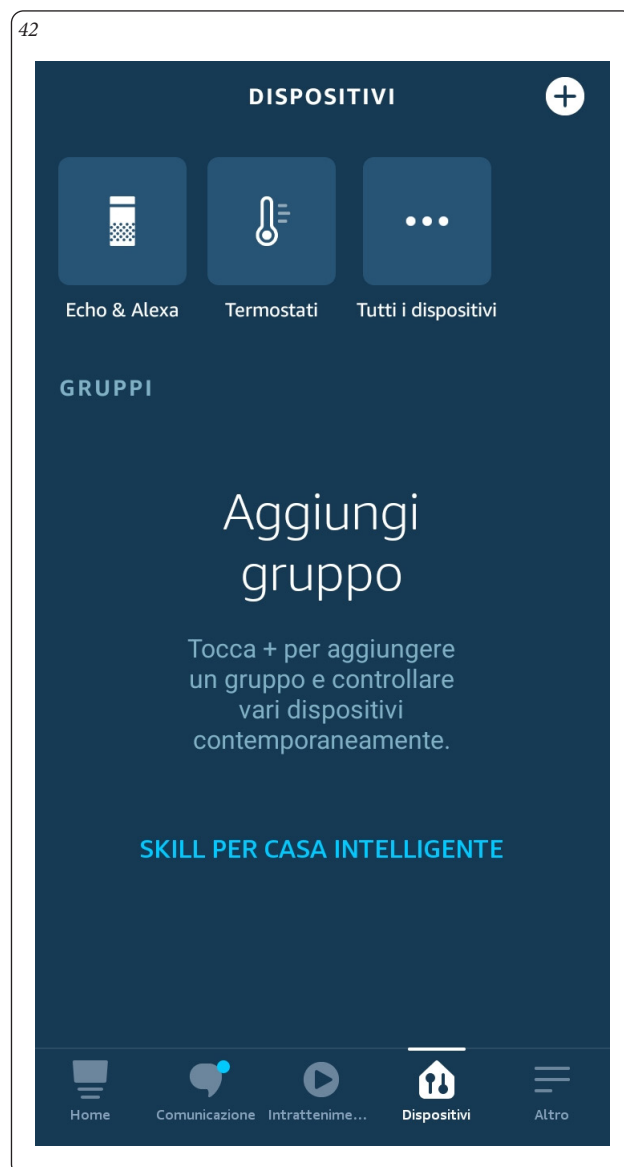 42
DISPOSITIVI
Echo & Alexa
Termostati
Tutti i dispositivi
GRUPPI
Aggiungi
gruppo
Tocca + per aggiungere
un gruppo e controllare
vari dispositivi
contemporaneamente.
SKILL PER CASA INTELLIGENTE
Home
Comunicazione
Intrattenime...
Dispositivi
Altro